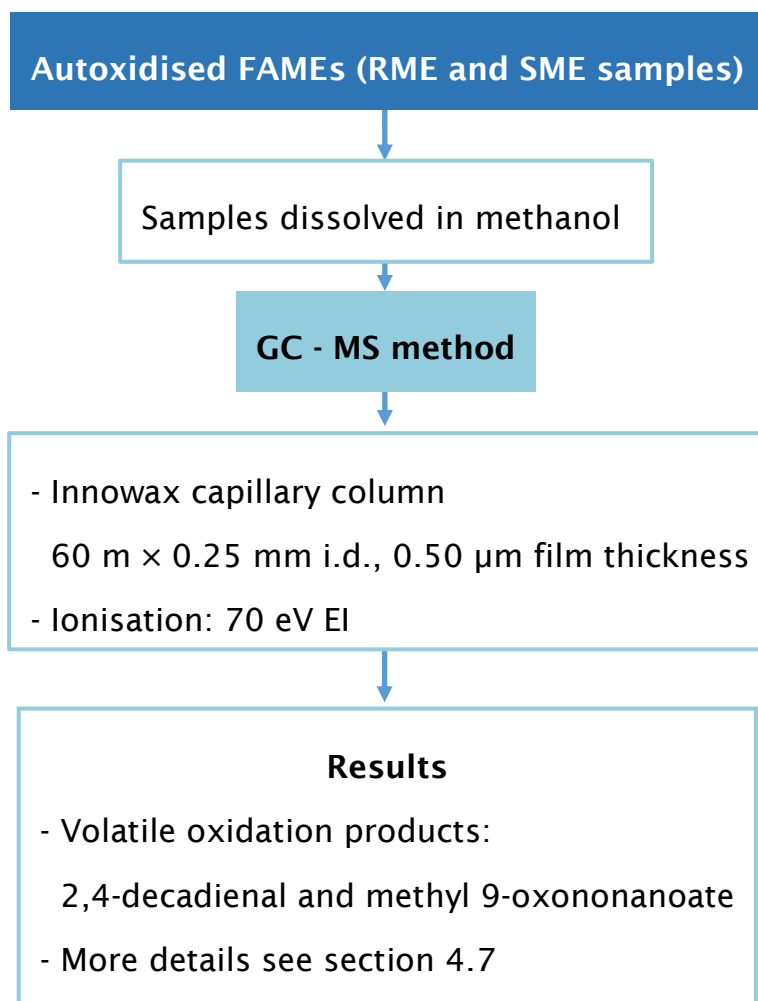 Autoxidised FAMEs (RME and SME samples)
Samples dissolved in methanol
GC - MS method
- Innowax capillary column
60 m × 0.25 mm i.d., 0.50 µm film thickness
- Ionisation: 70 eV EI
Results
- Volatile oxidation products:
2,4-decadienal and methyl 9-oxononanoate
- More details see section 4.7